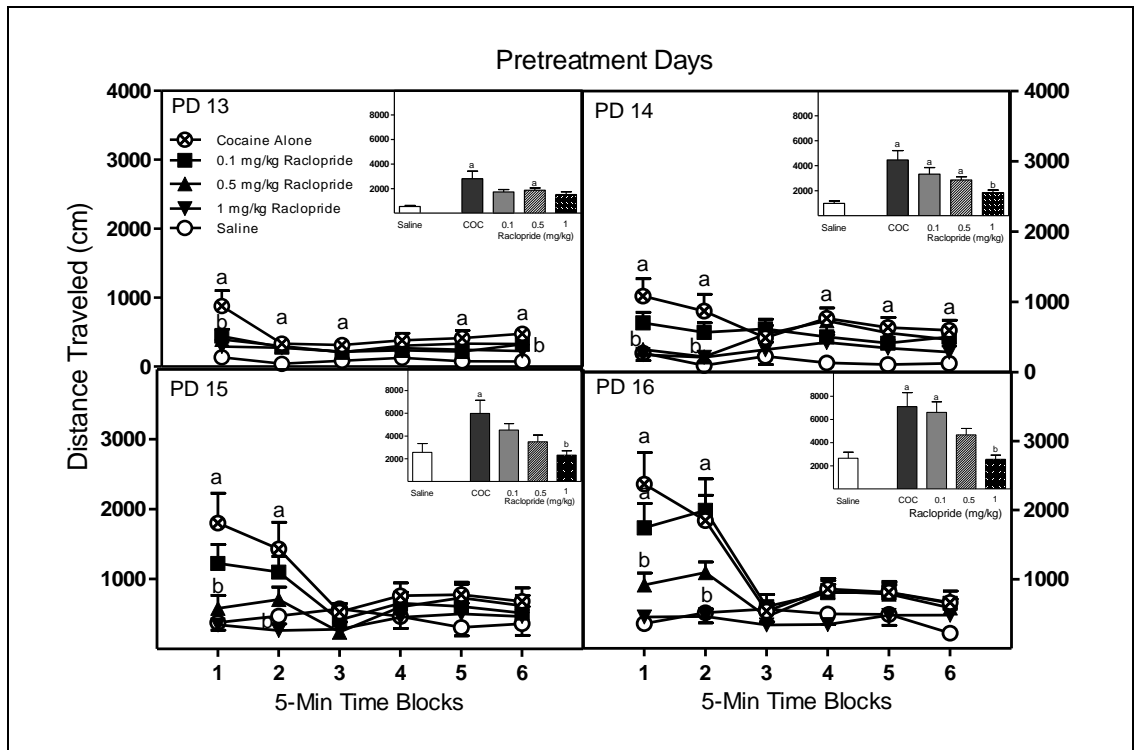 Pretreatment Days
Distance Traveled (cm)
4000
3000
2000
1000
0
PD 13
Cocaine Alone
0.1 mg/kg Raclopride
0.5 mg/kg Raclopride
1 mg/kg Raclopride
Saline
a
b
a
a
a
a
b
8000
6000
4000
2000
a
a
Saline
COC
0.1
0.5
1
Raclopride (mg/kg)
PD 14
4000
3000
2000
1000
0
a
a
b
b
a
a
a
8000
6000
4000
2000
a
a
a
b
Saline
COC
0.1
0.5
1
Raclopride (mg/kg)
PD 15
3000
2000
1000
a
a
b
b
8000
6000
4000
2000
a
b
Saline
COC
0.1
0.5
1
Raclopride (mg/kg)
1 2 3 4 5 6
5-Min Time Blocks
PD 16
3000
2000
1000
a
a
a
b
b
8000
6000
4000
2000
a
a
b
Saline
COC
0.1
0.5
1
Raclopride (mg/kg)
1 2 3 4 5 6
5-Min Time Blocks